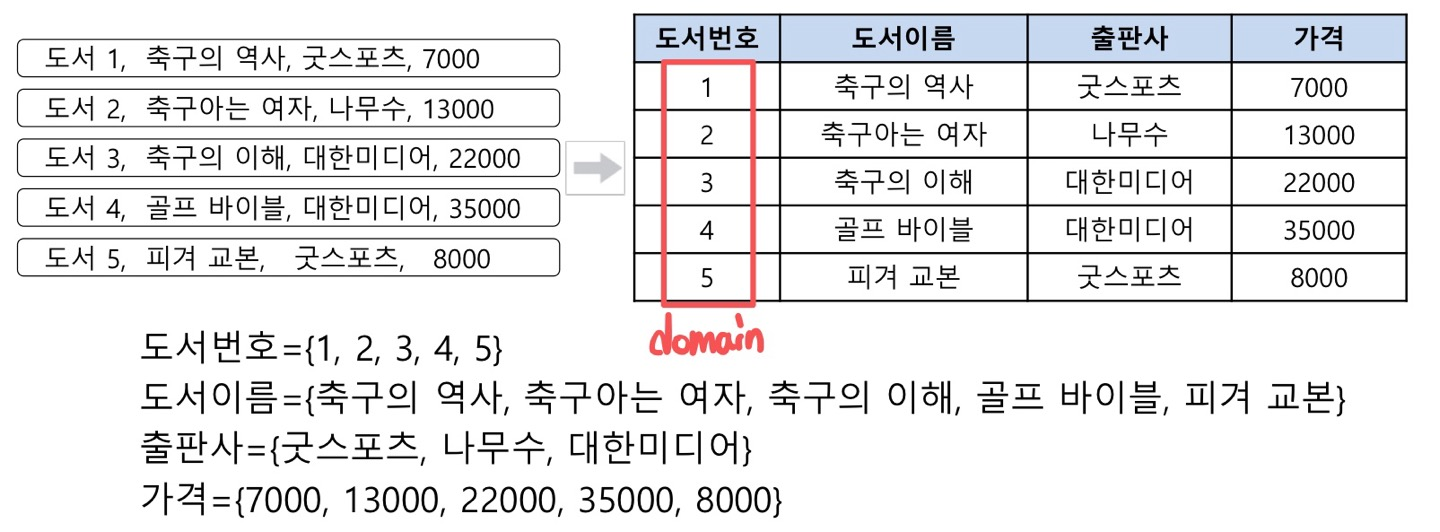 도서 1, 축구의 역사, 굿스포츠, 7000
도서 2, 축구아는 여자, 나무수, 13000
도서 3, 축구의 이해, 대한미디어, 22000
도서 4, 골프 바이블, 대한미디어, 35000
도서 5, 피겨 교본, 굿스포츠, 8000
도서번호 도서이름 출판사 가격
1 축구의 역사 굿스포츠 7000
2 축구아는 여자 나무수 13000
3 축구의 이해 대한미디어 22000
4 골프 바이블 대한미디어 35000
5 피겨 교본 굿스포츠 8000
domain
도서번호={1, 2, 3, 4, 5}
도서이름={축구의 역사, 축구아는 여자, 축구의 이해, 골프 바이블, 피겨 교본}
출판사={굿스포츠, 나무수, 대한미디어}
가격={7000, 13000, 22000, 35000, 8000}